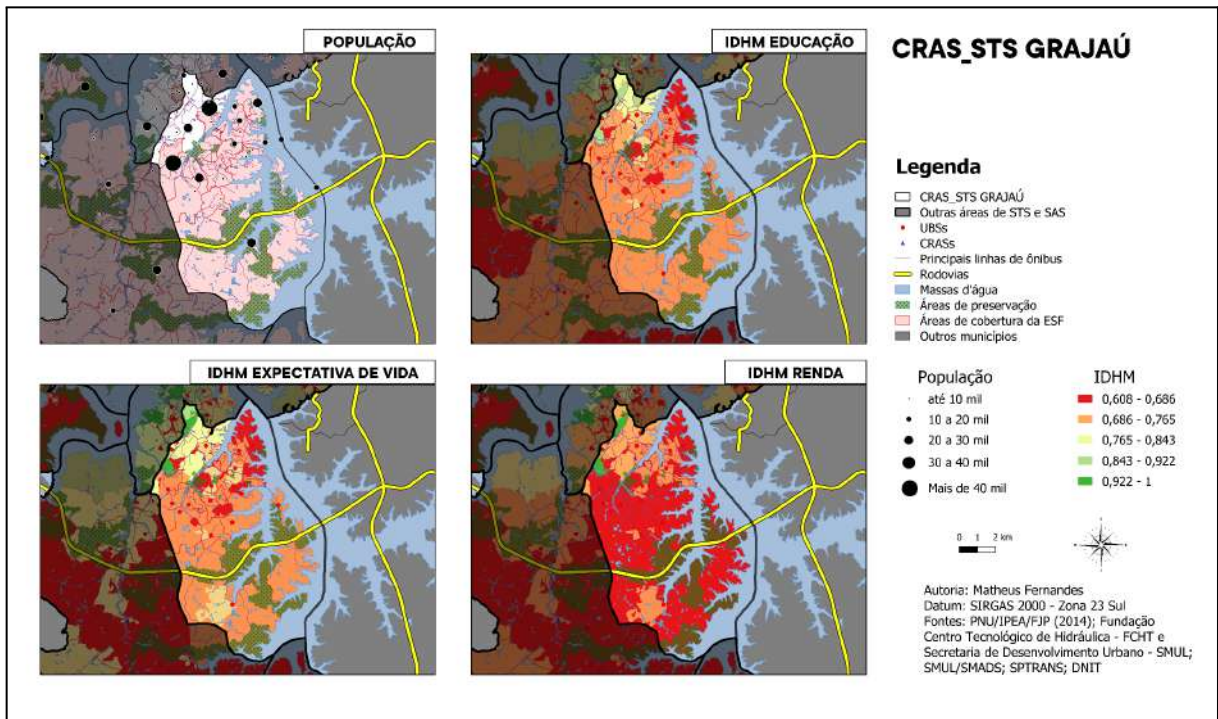 POPULAÇÃO
IDHM EDUCAÇÃO
CRAS_STS GRAJAÚ
IDHM EXPECTATIVA DE VIDA
IDHM RENDA
Legenda
CRAS_STS GRAJAÚ
Outras áreas de STS e SAS
UBSs
CRASs
Principais linhas de ônibus
Rodovias
Massas d'água
Áreas de preservação
Áreas de cobertura da ESF
Outros municípios
População
até 10 mil
10 a 20 mil
20 a 30 mil
30 a 40 mil
Mais de 40 mil
IDHM
0,608 - 0,686
0,686 - 0,765
0,765 - 0,843
0,843 - 0,922
0,922 - 1
0 1 2 km
Autoria: Matheus Fernandes
Datum: SIRGAS 2000 - Zona 23 Sul
Fontes: PNU/IPEA/FJP (2014); Fundação
Centro Tecnológico de Hidráulica - FCHT e
Secretaria de Desenvolvimento Urbano - SMUL;
SMUL/SMADS; SPTRANS; DNIT